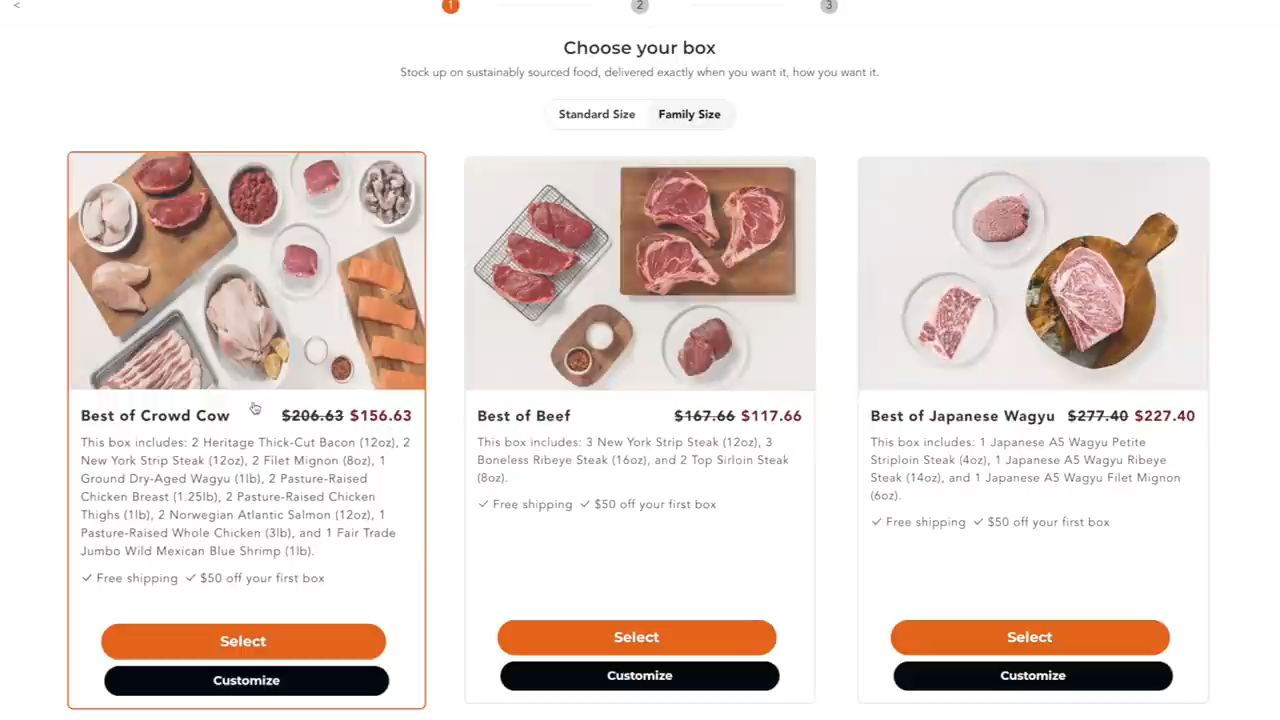 <
1
2
3
Choose your box
Stock up on sustainably sourced food, delivered exactly when you want it, how you want it.
Standard Size
Family Size
Best of Crowd Cow
$206.63 $156.63
This box includes: 2 Heritage Thick-Cut Bacon (12oz), 2
New York Strip Steak (12oz), 2 Filet Mignon (8oz), 1
Ground Dry-Aged Wagyu (1lb), 2 Pasture-Raised
Chicken Breast (1.25lb), 2 Pasture-Raised Chicken
Thighs (1lb), 2 Norwegian Atlantic Salmon (12oz), 1
Pasture-Raised Whole Chicken (3lb), and 1 Fair Trade
Jumbo Wild Mexican Blue Shrimp (1lb).
✓ Free shipping ✓ $50 off your first box
Select
Customize
Best of Beef
$167.66 $117.66
This box includes: 3 New York Strip Steak (12oz), 3
Boneless Ribeye Steak (16oz), and 2 Top Sirloin Steak
(8oz).
✓ Free shipping ✓ $50 off your first box
Select
Customize
Best of Japanese Wagyu
$277.40 $227.40
This box includes: 1 Japanese A5 Wagyu Petite
Striploin Steak (4oz), 1 Japanese A5 Wagyu Ribeye
Steak (14oz), and 1 Japanese A5 Wagyu Filet Mignon
(6oz).
✓ Free shipping ✓ $50 off your first box
Select
Customize